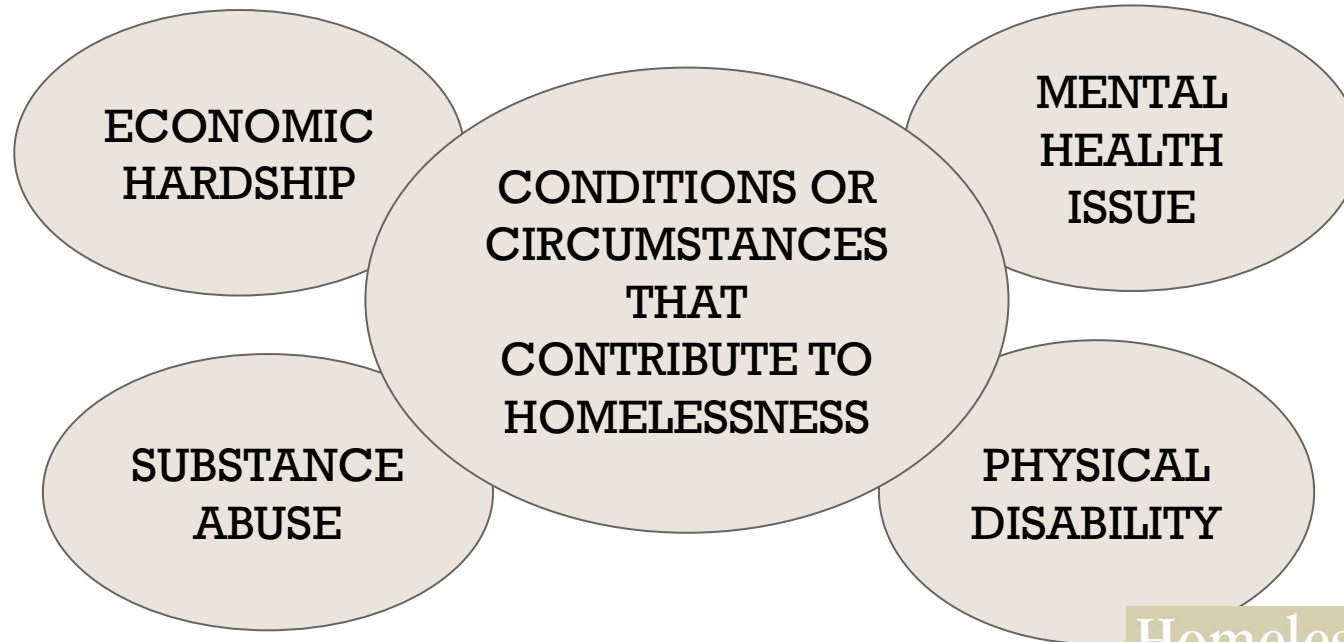 ECONOMIC
HARDSHIP
MENTAL
HEALTH
ISSUE
CONDITIONS OR
CIRCUMSTANCES
THAT
CONTRIBUTE TO
HOMELESSNESS
SUBSTANCE
ABUSE
PHYSICAL
DISABILITY